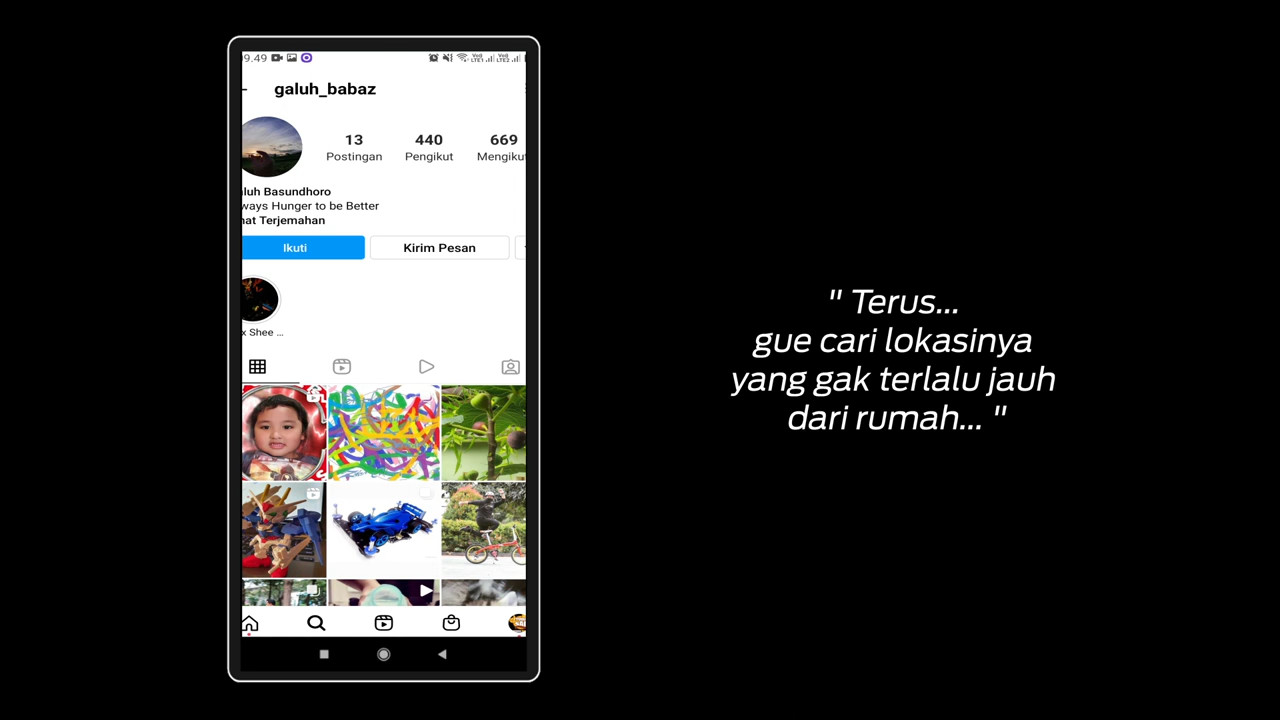 09.49
galuh_babaz
13 440 669
Postingan Pengikut Mengikut
luh Basundhoro
ways Hunger to be Better
hat Terjemahan
Ikuti Kirim Pesan
x Shee ...
" Terus...
gue cari lokasinya
yang gak terlalu jauh
dari rumah... "